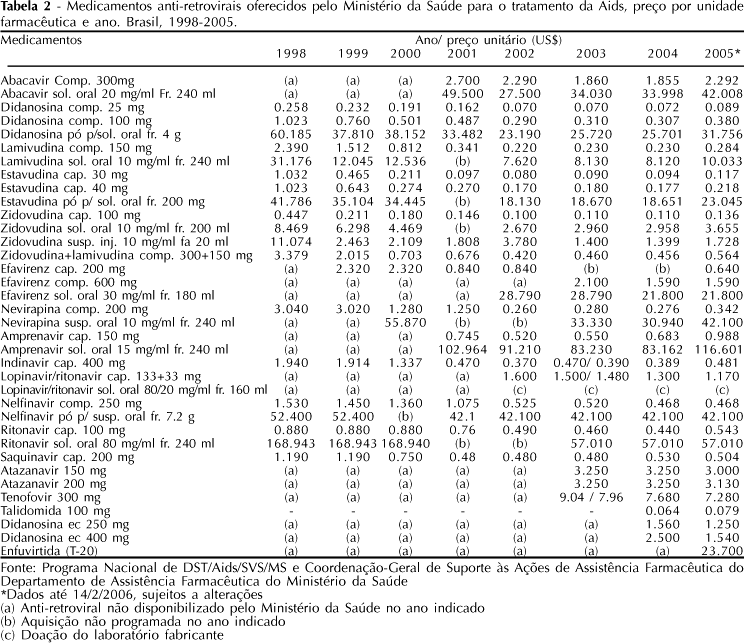 Tabela 2 - Medicamentos anti-retrovirais oferecidos pelo Ministério da Saúde para o tratamento da Aids, preço por unidade
farmacêutica e ano. Brasil, 1998-2005.
Medicamentos Ano/ preço unitário (US$)
1998 1999 2000 2001 2002 2003 2004 2005*
Abacavir Comp. 300mg (a) (a) (a) 2.700 2.290 1.860 1.855 2.292
Abacavir sol. oral 20 mg/ml Fr. 240 ml (a) (a) (a) 49.500 27.500 34.030 33.998 42.008
Didanosina comp. 25 mg 0.258 0.232 0.191 0.162 0.070 0.070 0.072 0.089
Didanosina comp. 100 mg 1.023 0.760 0.501 0.487 0.290 0.310 0.307 0.380
Didanosina pó p/sol. oral fr. 4 g 60.185 37.810 38.152 33.482 23.190 25.720 25.701 31.756
Lamivudina comp. 150 mg 2.390 1.512 0.812 0.341 0.220 0.230 0.230 0.284
Lamivudina sol. oral 10 mg/ml fr. 240 ml 31.176 12.045 12.536 (b) 7.620 8.130 8.120 10.033
Estavudina cap. 30 mg 1.032 0.465 0.211 0.097 0.080 0.090 0.094 0.117
Estavudina cap. 40 mg 1.023 0.643 0.274 0.270 0.170 0.180 0.177 0.218
Estavudina pó p/ sol. oral fr. 200 mg 41.786 35.104 34.445 (b) 18.130 18.670 18.651 23.045
Zidovudina cap. 100 mg 0.447 0.211 0.180 0.146 0.100 0.110 0.110 0.136
Zidovudina sol. oral 10 mg/ml fr. 200 ml 8.469 6.298 4.469 (b) 2.670 2.960 2.958 3.655
Zidovudina susp. inj. 10 mg/ml fa 20 ml 11.074 2.463 2.109 1.808 3.780 1.400 1.399 1.728
Zidovudina+lamivudina comp. 300+150 mg 3.379 2.015 0.703 0.676 0.420 0.460 0.456 0.564
Efavirenz cap. 200 mg (a) 2.320 2.320 0.840 0.840 (b) (b) 0.640
Efavirenz comp. 600 mg (a) (a) (a) (a) (a) 2.100 1.590 1.590
Efavirenz sol. oral 30 mg/ml fr. 180 ml (a) (a) (a) (a) 28.790 28.790 21.800 21.800
Nevirapina comp. 200 mg 3.040 3.020 1.280 1.250 0.260 0.280 0.276 0.342
Nevirapina susp. oral 10 mg/ml fr. 240 ml (a) (a) 55.870 (b) (b) 33.330 30.940 42.100
Amprenavir cap. 150 mg (a) (a) (a) 0.745 0.520 0.550 0.683 0.988
Amprenavir sol. oral 15 mg/ml fr. 240 ml (a) (a) (a) 102.964 91.210 83.230 83.162 116.601
Indinavir cap. 400 mg 1.940 1.914 1.337 0.470 0.370 0.470/ 0.390 0.389 0.481
Lopinavir/ritonavir cap. 133+33 mg (a) (a) (a) (a) 1.600 1.500/ 1.480 1.300 1.170
Lopinavir/ritonavir sol. oral 80/20 mg/ml fr. 160 ml (a) (a) (a) (a) (c) (c) (c) (c)
Nelfinavir comp. 250 mg 1.530 1.450 1.360 1.075 0.525 0.520 0.468 0.468
Nelfinavir pó p/ susp. oral fr. 7.2 g 52.400 52.400 (b) 42.1 42.100 42.100 42.100 42.100
Ritonavir cap. 100 mg 0.880 0.880 0.880 0.76 0.490 0.460 0.440 0.543
Ritonavir sol. oral 80 mg/ml fr. 240 ml 168.943 168.943 168.940 (b) (b) 57.010 57.010 57.010
Saquinavir cap. 200 mg 1.190 1.190 0.750 0.48 0.480 0.480 0.530 0.504
Atazanavir 150 mg (a) (a) (a) (a) (a) 3.250 3.250 3.000
Atazanavir 200 mg (a) (a) (a) (a) (a) 3.250 3.250 3.130
Tenofovir 300 mg (a) (a) (a) (a) (a) 9.04 / 7.96 7.680 7.280
Talidomida 100 mg - - - - - - 0.064 0.079
Didanosina ec 250 mg (a) (a) (a) (a) (a) (a) 1.560 1.250
Didanosina ec 400 mg (a) (a) (a) (a) (a) (a) 2.500 1.540
Enfuvirtida (T-20) (a) (a) (a) (a) (a) (a) (a) 23.700
Fonte: Programa Nacional de DST/Aids/SVS/MS e Coordenação-Geral de Suporte às Ações de Assistência Farmacêutica do
Departamento de Assistência Farmacêutica do Ministério da Saúde
*Dados até 14/2/2006, sujeitos a alterações
(a) Anti-retroviral não disponibilizado pelo Ministério da Saúde no ano indicado
(b) Aquisição não programada no ano indicado
(c) Doação do laboratório fabricante